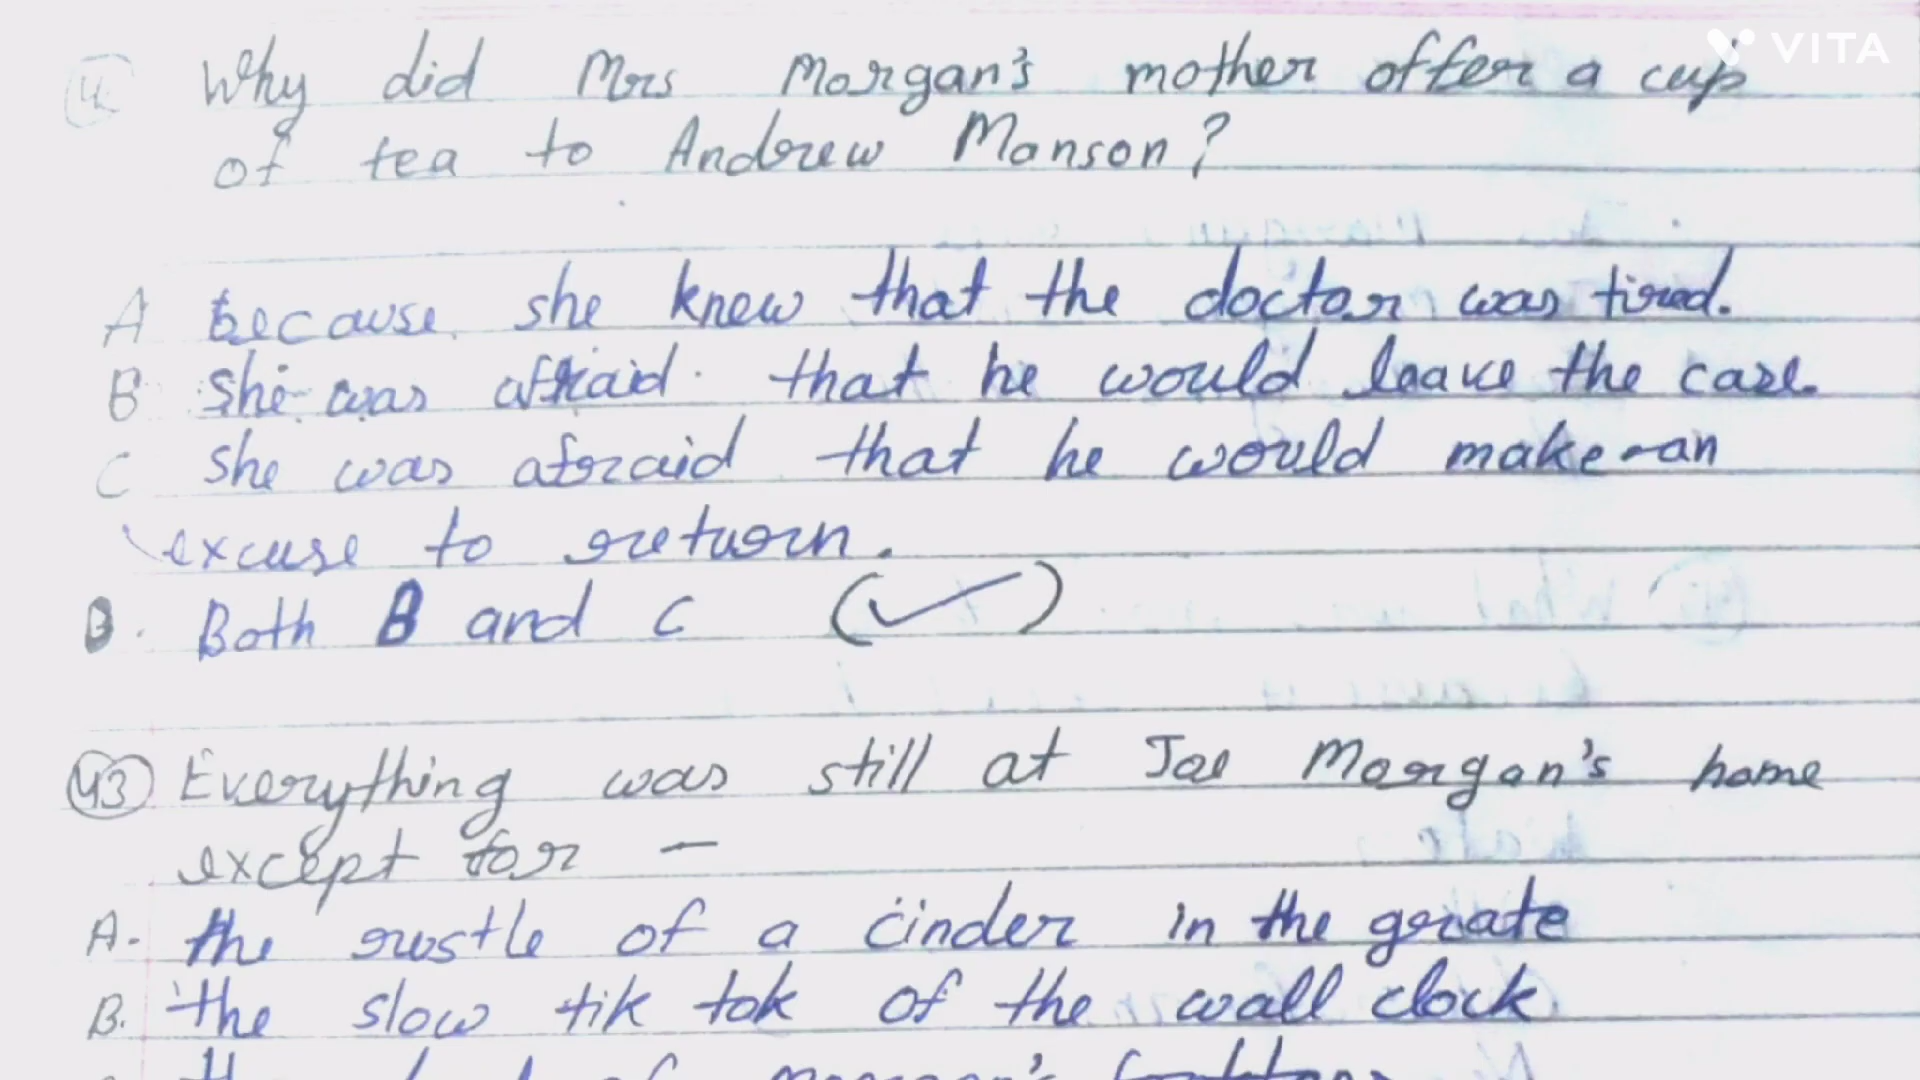 VITA
Why did Mrs Morgan's mother offer a cup
of tea to Andrew Manson?
A because she knew that the doctor was tired.
B she was afraid that he would leave the case.
C she was afraid that he would make an
excuse to return.
D. Both B and C (✓)
43 Everything was still at Joe Morgan's home
except for —
A. the rustle of a cinder in the grate
B. the slow tik tok of the wall clock